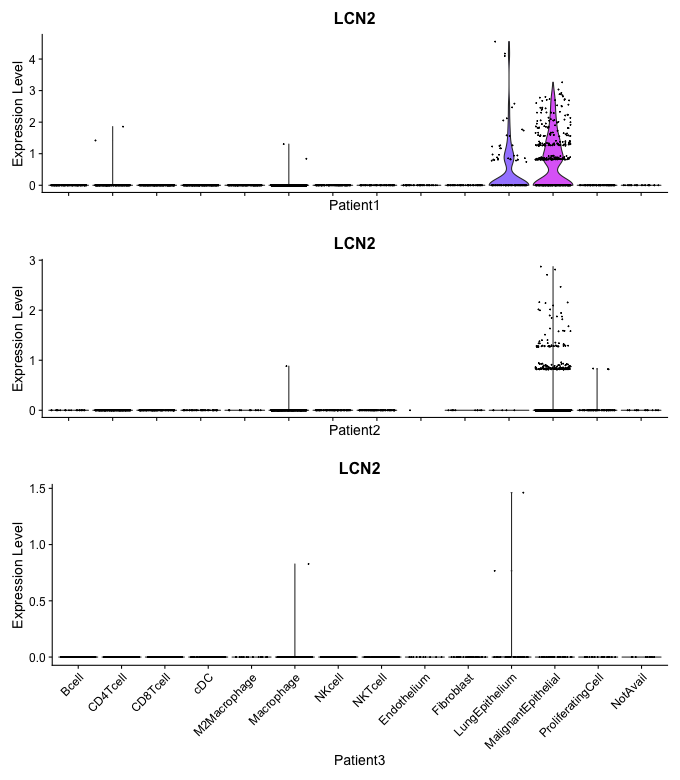 LCN2
Expression Level
4
3
2
1
0
Patient1
LCN2
Expression Level
3
2
1
0
Patient2
LCN2
Expression Level
1.5
1.0
0.5
0.0
Bcell
CD4Tcell
CD8Tcell
cDC
M2Macrophage
Macrophage
NKcell
NKTcell
Endothelium
Fibroblast
LungEpithelium
MalignantEpithelial
ProliferatingCell
NotAvail
Patient3